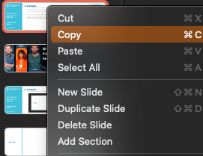 Cut ⌘ X
Copy ⌘ C
Paste ⌘ V
Select All ⌘ A
New Slide ⇧ ⌘ N
Duplicate Slide ⇧ ⌘ D
Delete Slide
Add Section